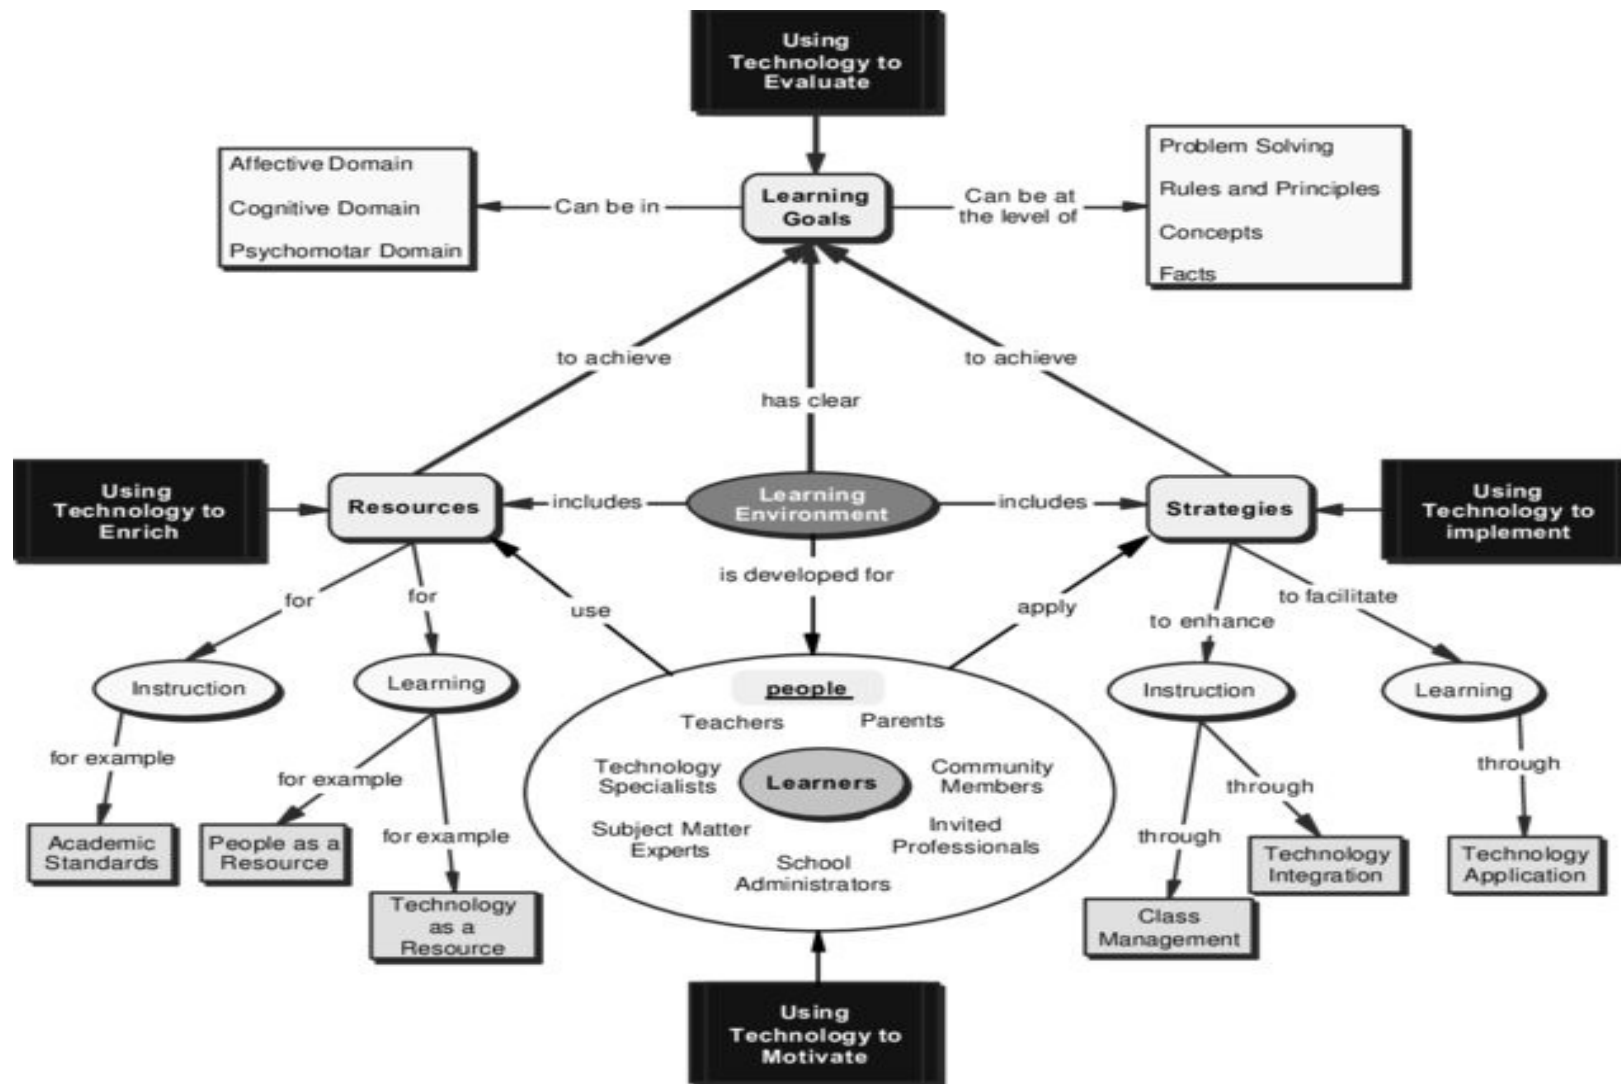 Using
Technology to
Evaluate
Affective Domain
Cognitive Domain
Psychomotar Domain
Can be in
Learning
Goals
Can be at
the level of
Problem Solving
Rules and Principles
Concepts
Facts
to achieve
has clear
to achieve
Using
Technology to
Enrich
Resources
includes
Learning
Environment
includes
Strategies
Using
Technology to
implement
for
for
use
is developed for
apply
to enhance
to facilitate
Instruction
Learning
people
Instruction
Learning
Teachers
Parents
Technology
Specialists
Learners
Community
Members
Subject Matter
Experts
School
Administrators
Invited
Professionals
for example
for example
for example
through
through
through
Academic
Standards
People as a
Resource
Technology
as a
Resource
Class
Management
Technology
Integration
Technology
Application
Using
Technology to
Motivate